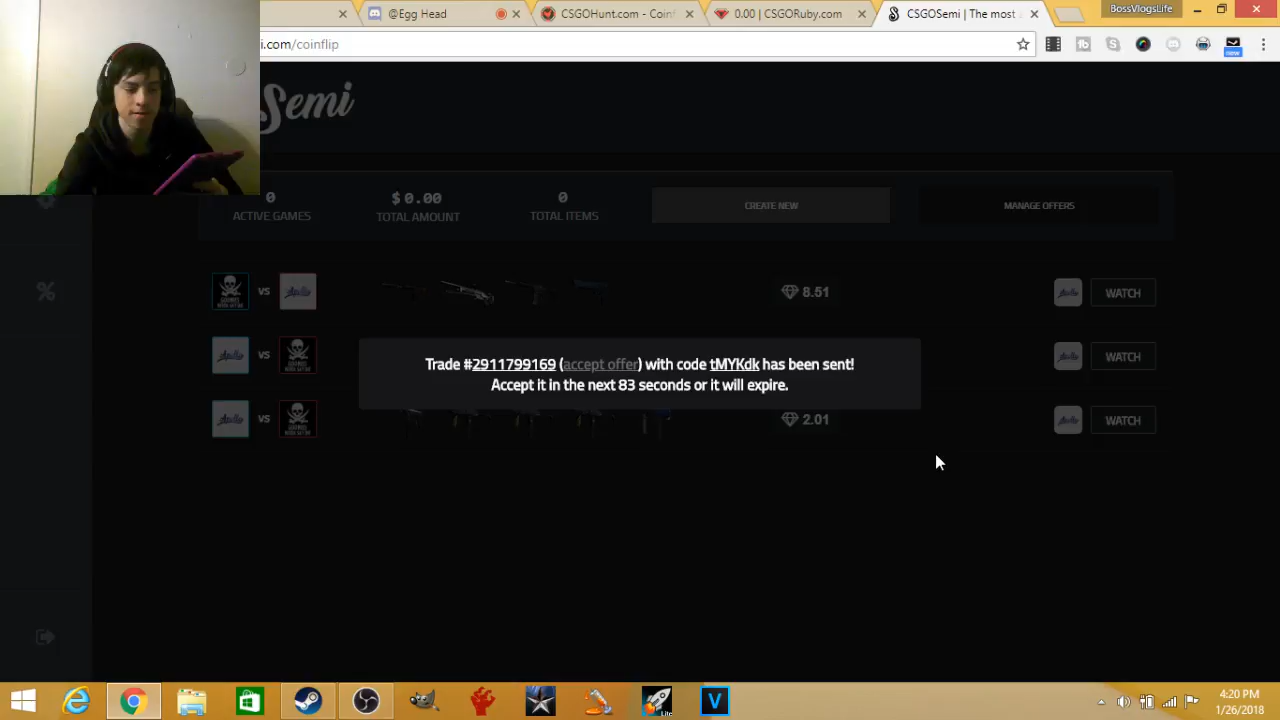 @Egg Head
CSGOHunt.com - Coinf
0.00 | CSGORuby.com
CSGOSemi | The most
BossVlogsLife
i.com/coinflip
new
Semi
0
ACTIVE GAMES
$ 0.00
TOTAL AMOUNT
0
TOTAL ITEMS
CREATE NEW
MANAGE OFFERS
vs
8.51
WATCH
vs
WATCH
Trade #2911799169 (accept offer) with code tMYKdk has been sent!
Accept it in the next 83 seconds or it will expire.
vs
2.01
WATCH
Lite
V
4:20 PM
1/26/2018